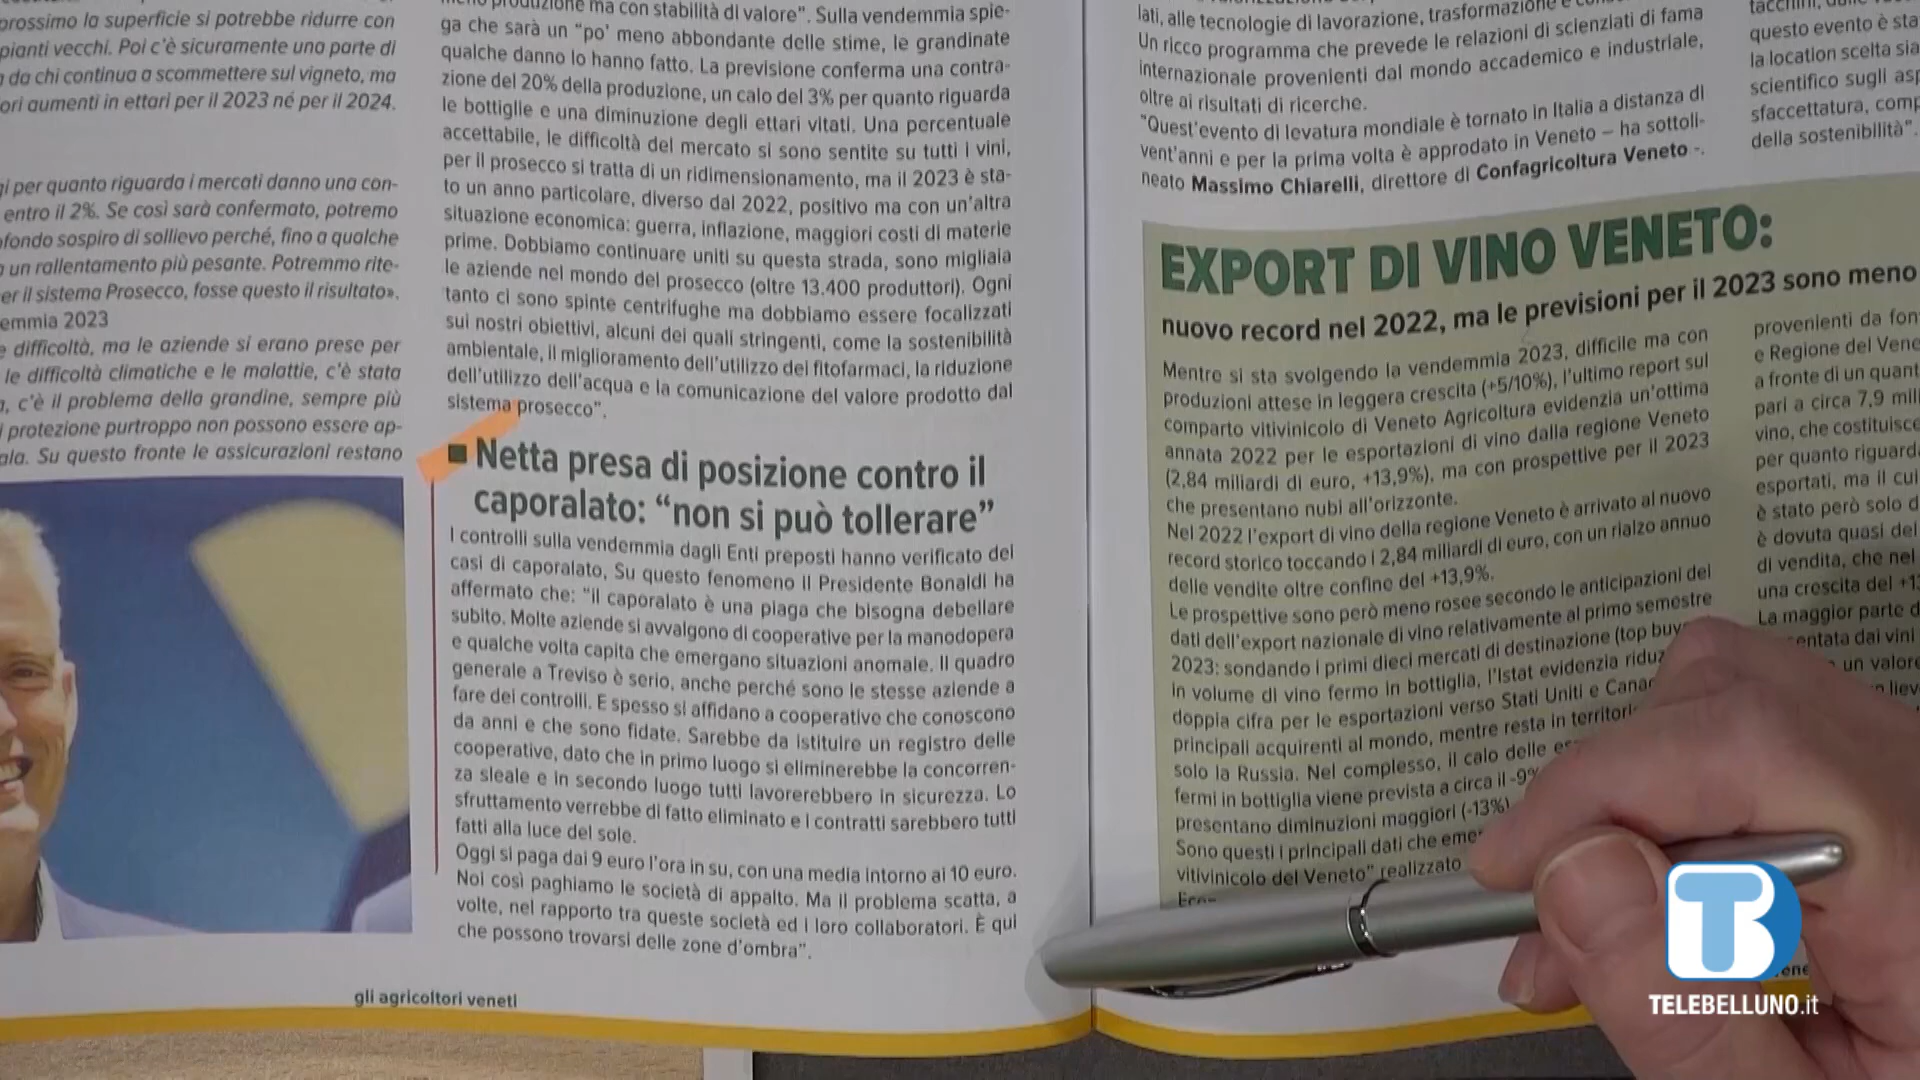 prossimo la superficie si potrebbe ridurre con
pianti vecchi. Poi c'è sicuramente una parte di
da chi continua a scommettere sul vigneto, ma
ori aumenti in ettari per il 2023 né per il 2024.
gi per quanto riguarda i mercati danno una con-
entro il 2%. Se così sarà confermato, potremo
ofondo sospiro di sollievo perché, fino a qualche
un rallentamento più pesante. Potremmo rite-
er il sistema Prosecco, fosse questo il risultato».
emmia 2023
e difficoltà, ma le aziende si erano prese per
le difficoltà climatiche e le malattie, c'è stata
a, c'è il problema della grandine, sempre più
i protezione purtroppo non possono essere ap-
ala. Su questo fronte le assicurazioni restano
meno produzione ma con stabilità di valore". Sulla vendemmia spie-
ga che sarà un "po' meno abbondante delle stime, le grandinate
qualche danno lo hanno fatto. La previsione conferma una contra-
zione del 20% della produzione, un calo del 3% per quanto riguarda
le bottiglie e una diminuzione degli ettari vitati. Una percentuale
accettabile, le difficoltà del mercato si sono sentite su tutti i vini,
per il prosecco si tratta di un ridimensionamento, ma il 2023 è sta-
to un anno particolare, diverso dal 2022, positivo ma con un'altra
situazione economica: guerra, inflazione, maggiori costi di materie
prime. Dobbiamo continuare uniti su questa strada, sono migliaia
le aziende nel mondo del prosecco (oltre 13.400 produttori). Ogni
tanto ci sono spinte centrifughe ma dobbiamo essere focalizzati
sui nostri obiettivi, alcuni dei quali stringenti, come la sostenibilità
ambientale, il miglioramento dell'utilizzo dei fitofarmaci, la riduzione
dell'utilizzo dell'acqua e la comunicazione del valore prodotto dal
sistema prosecco".
■ Netta presa di posizione contro il
caporalato: "non si può tollerare"
I controlli sulla vendemmia dagli Enti preposti hanno verificato dei
casi di caporalato, Su questo fenomeno il Presidente Bonaldi ha
affermato che: "il caporalato è una piaga che bisogna debellare
subito. Molte aziende si avvalgono di cooperative per la manodopera
e qualche volta capita che emergano situazioni anomale. Il quadro
generale a Treviso è serio, anche perché sono le stesse aziende a
fare dei controlli. E spesso si affidano a cooperative che conoscono
da anni e che sono fidate. Sarebbe da istituire un registro delle
cooperative, dato che in primo luogo si eliminerebbe la concorren-
za sleale e in secondo luogo tutti lavorerebbero in sicurezza. Lo
sfruttamento verrebbe di fatto eliminato e i contratti sarebbero tutti
fatti alla luce del sole.
Oggi si paga dai 9 euro l'ora in su, con una media intorno ai 10 euro.
Noi così paghiamo le società di appalto. Ma il problema scatta, a
volte, nel rapporto tra queste società ed i loro collaboratori. È qui
che possono trovarsi delle zone d'ombra".
gli agricoltori veneti
lati, alle tecnologie di lavorazione, trasformazione e
Un ricco programma che prevede le relazioni di scienziati di fama
internazionale provenienti dal mondo accademico e industriale,
oltre ai risultati di ricerche.
"Quest'evento di levatura mondiale è tornato in Italia a distanza di
vent'anni e per la prima volta è approdato in Veneto – ha sottoli-
neato Massimo Chiarelli, direttore di Confagricoltura Veneto -.
questo evento è sta
la location scelta sia
scientifico sugli asp
sfaccettatura, comp
della sostenibilità".
EXPORT DI VINO VENETO:
nuovo record nel 2022, ma le previsioni per il 2023 sono meno
Mentre si sta svolgendo la vendemmia 2023, difficile ma con
produzioni attese in leggera crescita (+5/10%), l'ultimo report sul
comparto vitivinicolo di Veneto Agricoltura evidenzia un'ottima
annata 2022 per le esportazioni di vino dalla regione Veneto
(2,84 miliardi di euro, +13,9%), ma con prospettive per il 2023
che presentano nubi all'orizzonte.
Nel 2022 l'export di vino della regione Veneto è arrivato al nuovo
record storico toccando i 2,84 miliardi di euro, con un rialzo annuo
delle vendite oltre confine del +13,9%.
Le prospettive sono però meno rosee secondo le anticipazioni dei
dati dell'export nazionale di vino relativamente al primo semestre
2023: sondando i primi dieci mercati di destinazione (top buy
in volume di vino fermo in bottiglia, l'Istat evidenzia riduz
doppia cifra per le esportazioni verso Stati Uniti e Canad
principali acquirenti al mondo, mentre resta in territori
solo la Russia. Nel complesso, il calo delle es
fermi in bottiglia viene prevista a circa il -9%
presentano diminuzioni maggiori (-13%)
Sono questi i principali dati che eme
vitivinicolo del Veneto" realizzato
provenienti da fon
e Regione del Vene
a fronte di un quant
pari a circa 7,9 mil
vino, che costituisce
per quanto riguard
esportati, ma il cui
è stato però solo d
è dovuta quasi del
di vendita, che nel
una crescita del +1
La maggior parte d
entata dai vini
un valore
liev
TB
TELEBELLUNO.it